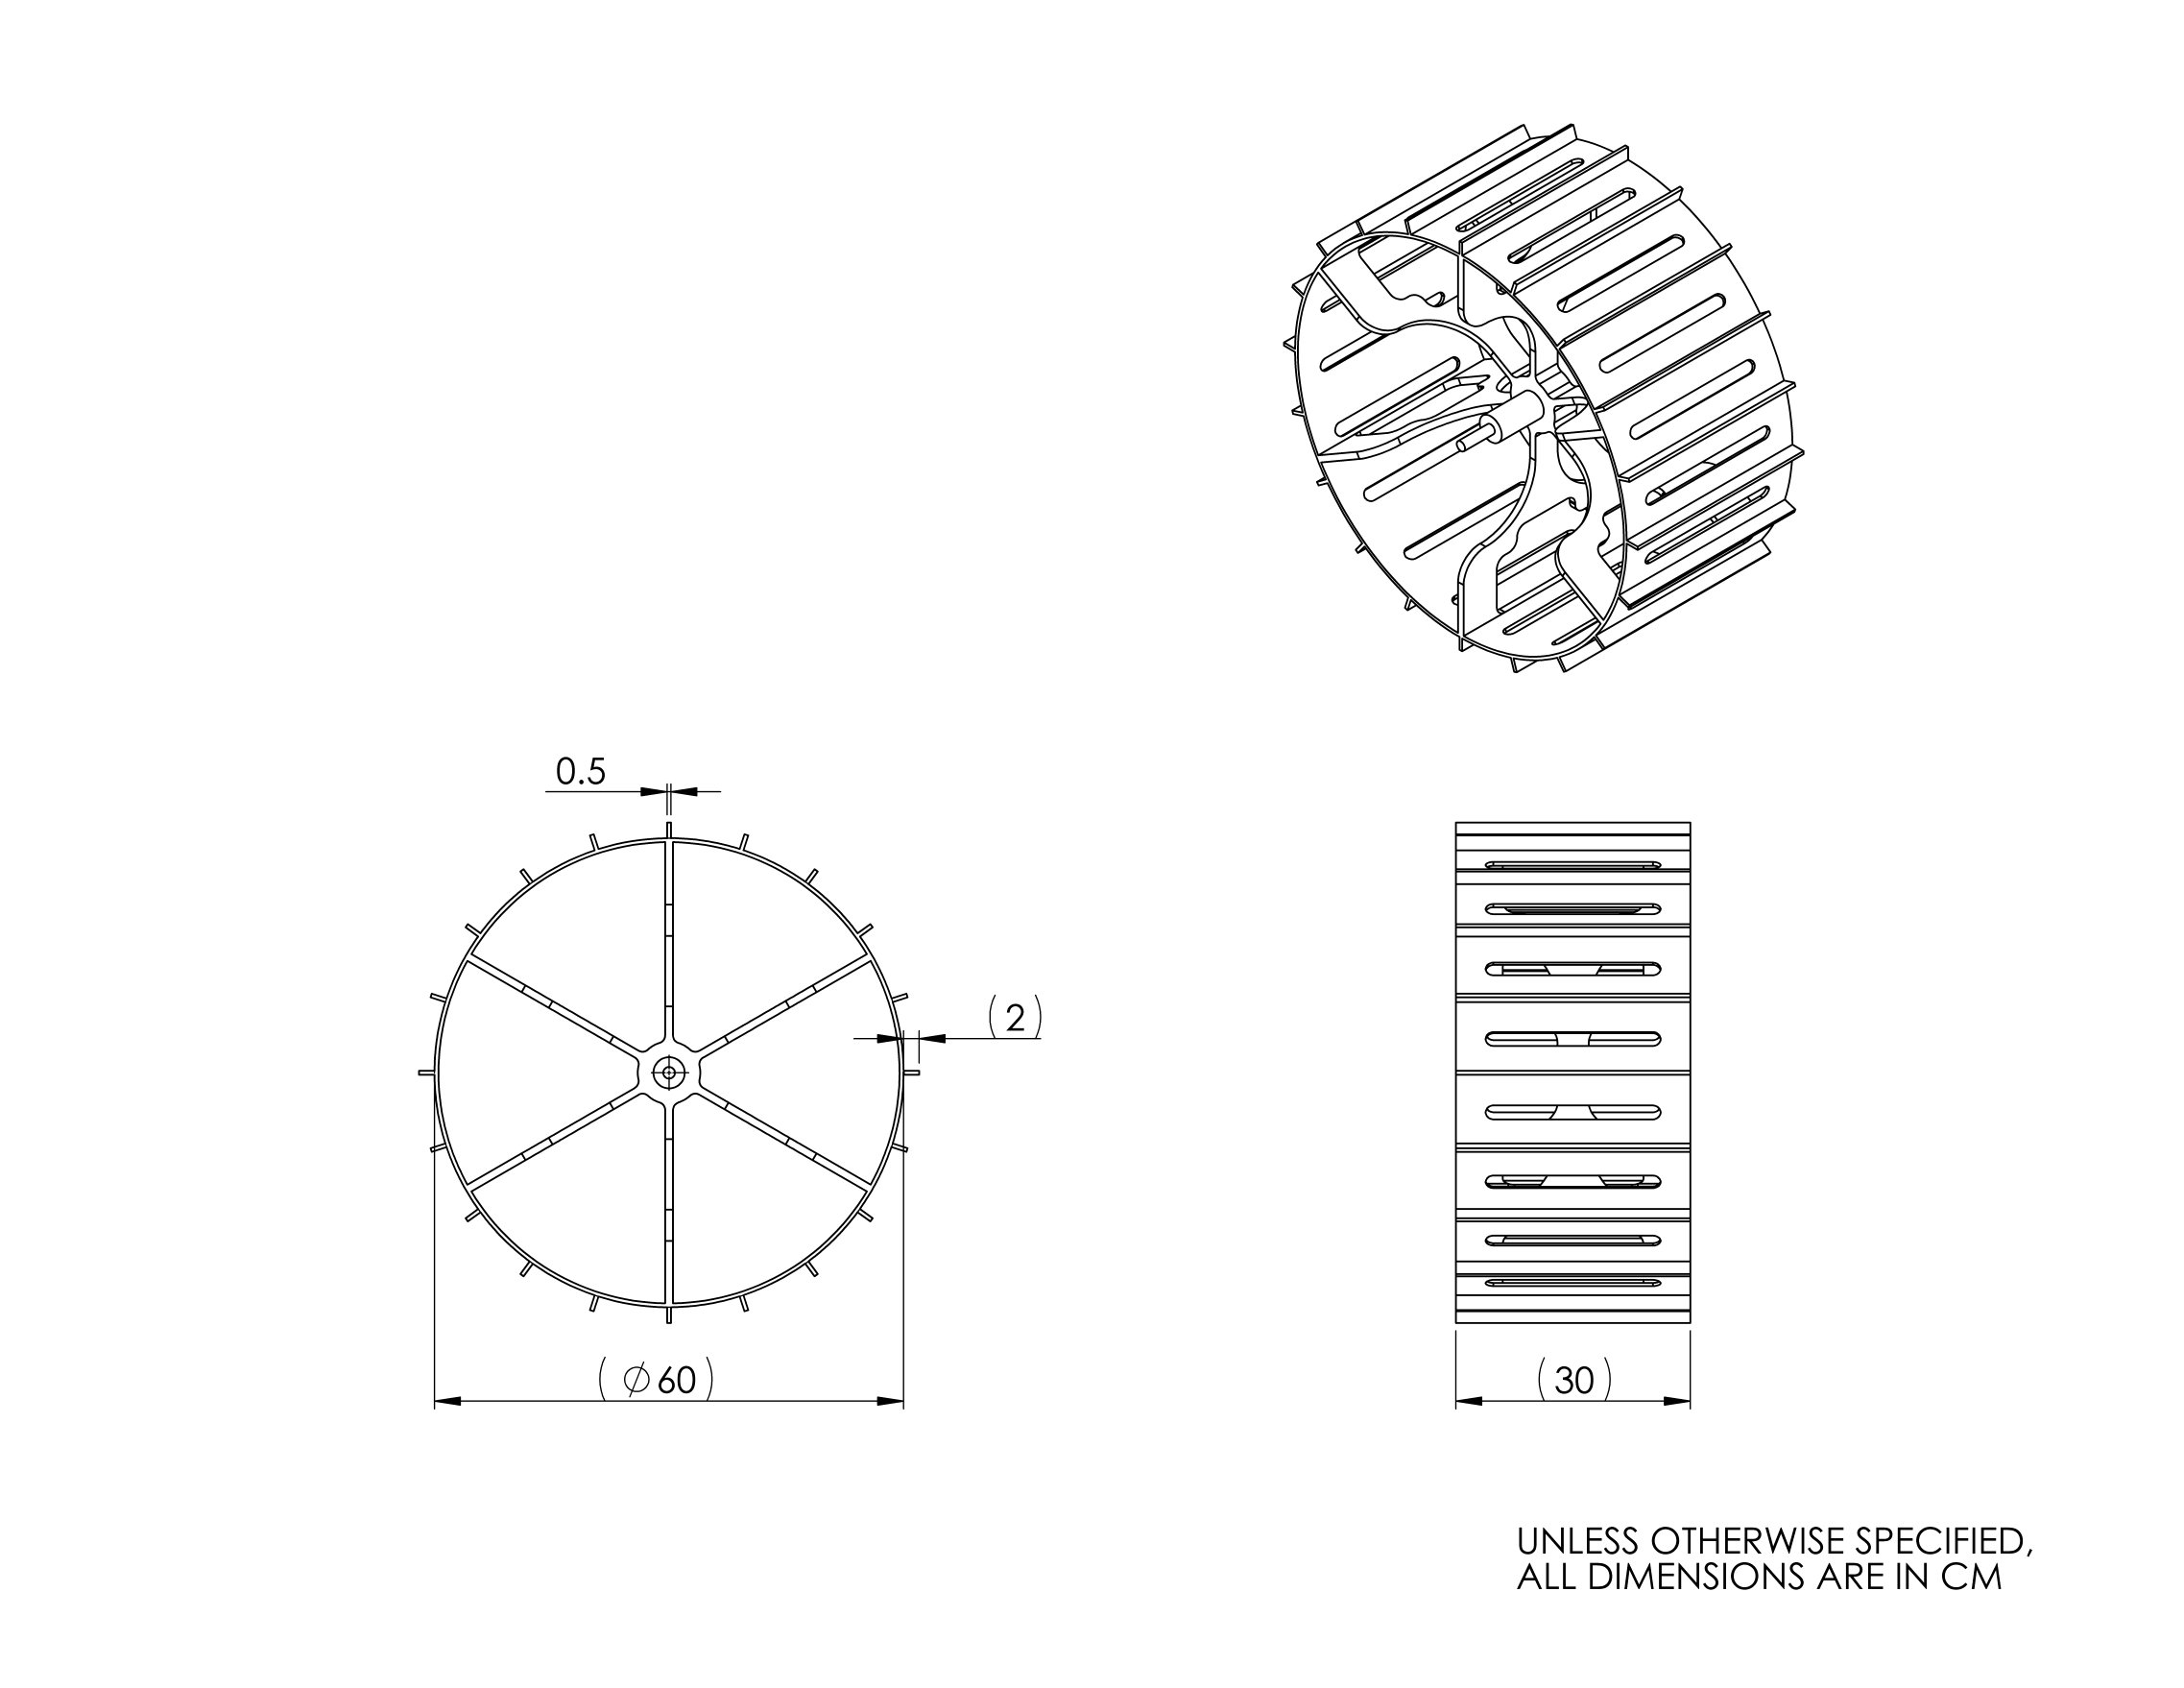 0.5
(2)
(∅60)
(30)
UNLESS OTHERWISE SPECIFIED,
ALL DIMENSIONS ARE IN CM